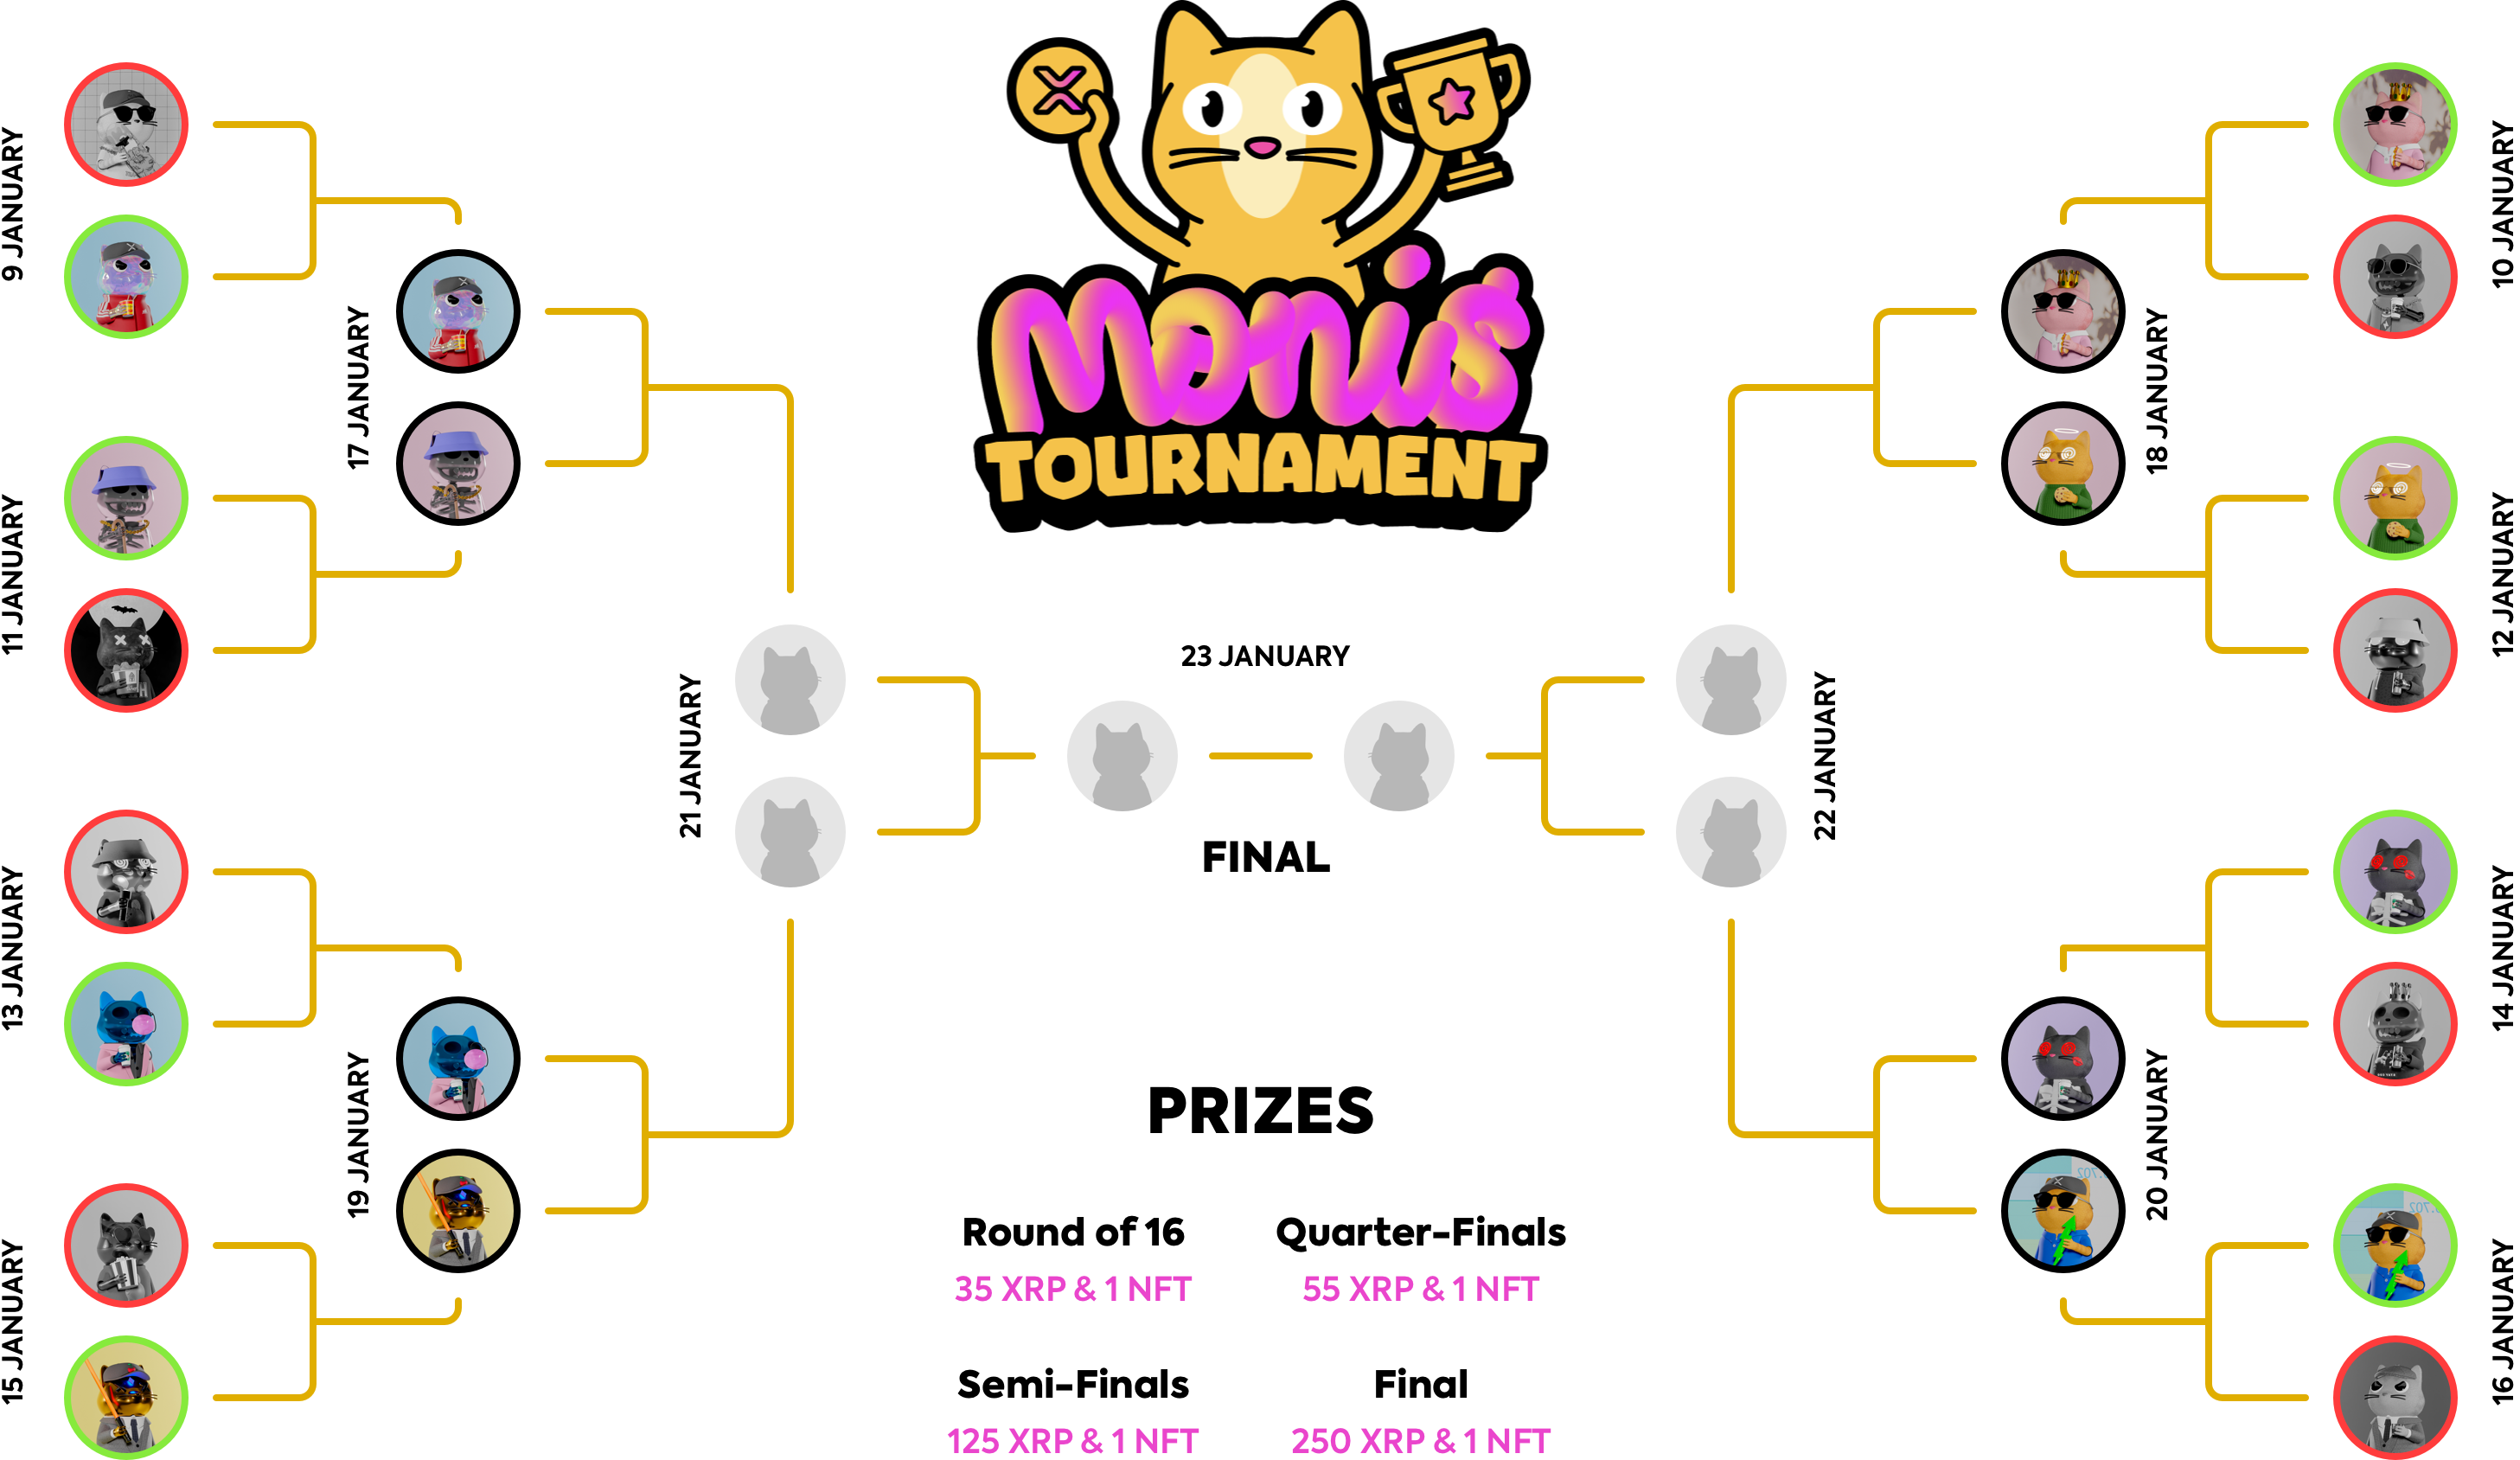 Monis
TOURNAMENT
9 JANUARY
11 JANUARY
13 JANUARY
15 JANUARY
17 JANUARY
19 JANUARY
21 JANUARY
23 JANUARY
FINAL
22 JANUARY
18 JANUARY
20 JANUARY
10 JANUARY
12 JANUARY
14 JANUARY
16 JANUARY
PRIZES
Round of 16
35 XRP & 1 NFT
Quarter-Finals
55 XRP & 1 NFT
Semi-Finals
125 XRP & 1 NFT
Final
250 XRP & 1 NFT